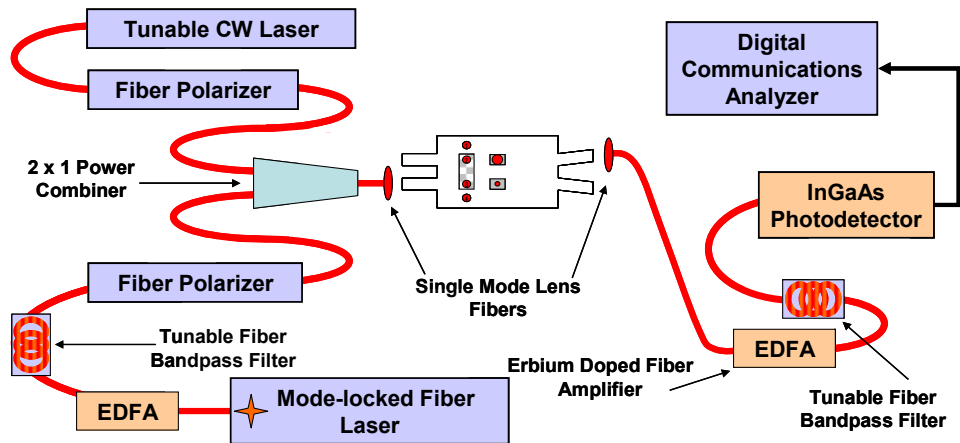 Tunable CW Laser
Fiber Polarizer
2 x 1 Power
Combiner
Fiber Polarizer
Tunable Fiber
Bandpass Filter
EDFA
Mode-locked Fiber
Laser
Single Mode Lens
Fibers
Digital
Communications
Analyzer
InGaAs
Photodetector
Erbium Doped Fiber
Amplifier
EDFA
Tunable Fiber
Bandpass Filter